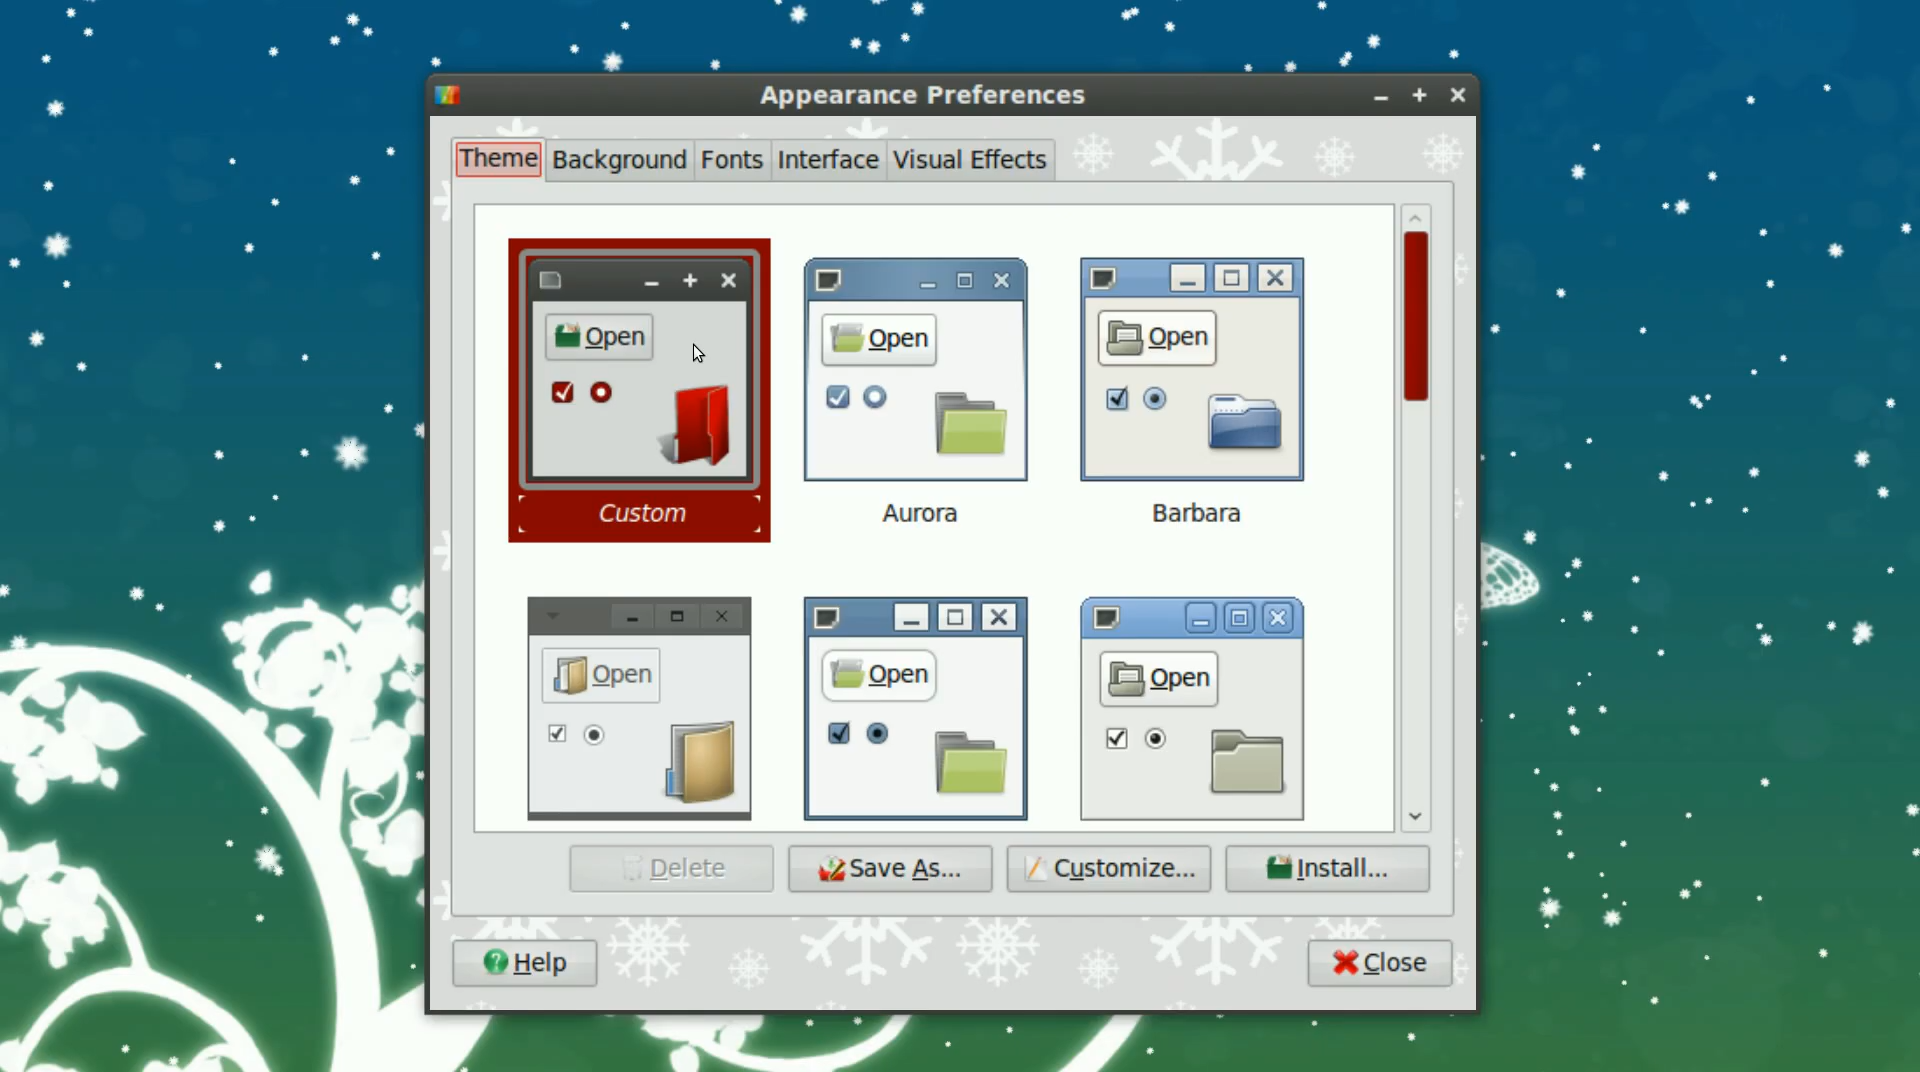 Appearance Preferences
Theme Background Fonts Interface Visual Effects
Open Open Open
Custom Aurora Barbara
Open Open Open
Delete Save As... Customize... Install...
Help Close